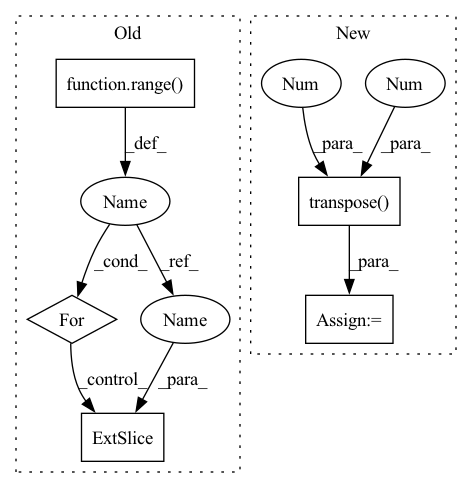 Old
New
function.range()
Num
Num
_def_
_para_
_para_
Name
transpose()
_cond_
_ref_
_para_
For
Name
Assign:=
_control_
_para_
ExtSlice